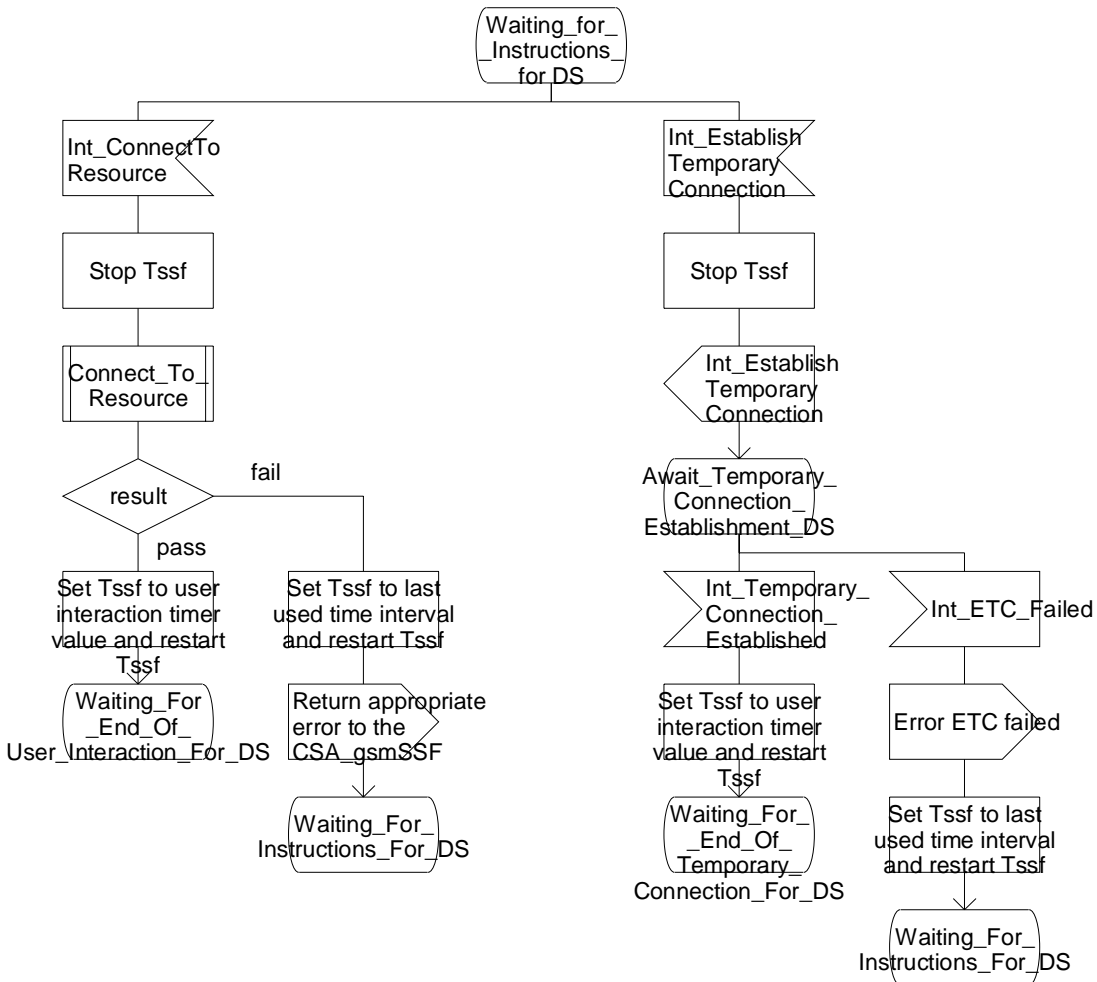 Waiting_for_
_Instructions_
for DS
Int_ConnectTo
Resource
Stop Tssf
Connect_To_
Resource
result
fail
pass
Set Tssf to user
interaction timer
value and restart
Tssf
Waiting_For
_End_Of_
User_Interaction_For_DS
Set Tssf to last
used time interval
and restart Tssf
Return appropriate
error to the
CSA_gsmSSF
Waiting_For_
Instructions_For_DS
Int_Establish
Temporary
Connection
Stop Tssf
Int_Establish
Temporary
Connection
Await_Temporary_
Connection_
Establishment_DS
Int_Temporary_
Connection_
Established
Set Tssf to user
interaction timer
value and restart
Tssf
Waiting_For_
_End_Of_
Temporary_
Connection_For_DS
Int_ETC_Failed
Error ETC failed
Set Tssf to last
used time interval
and restart Tssf
Waiting_For_
Instructions_For_DS